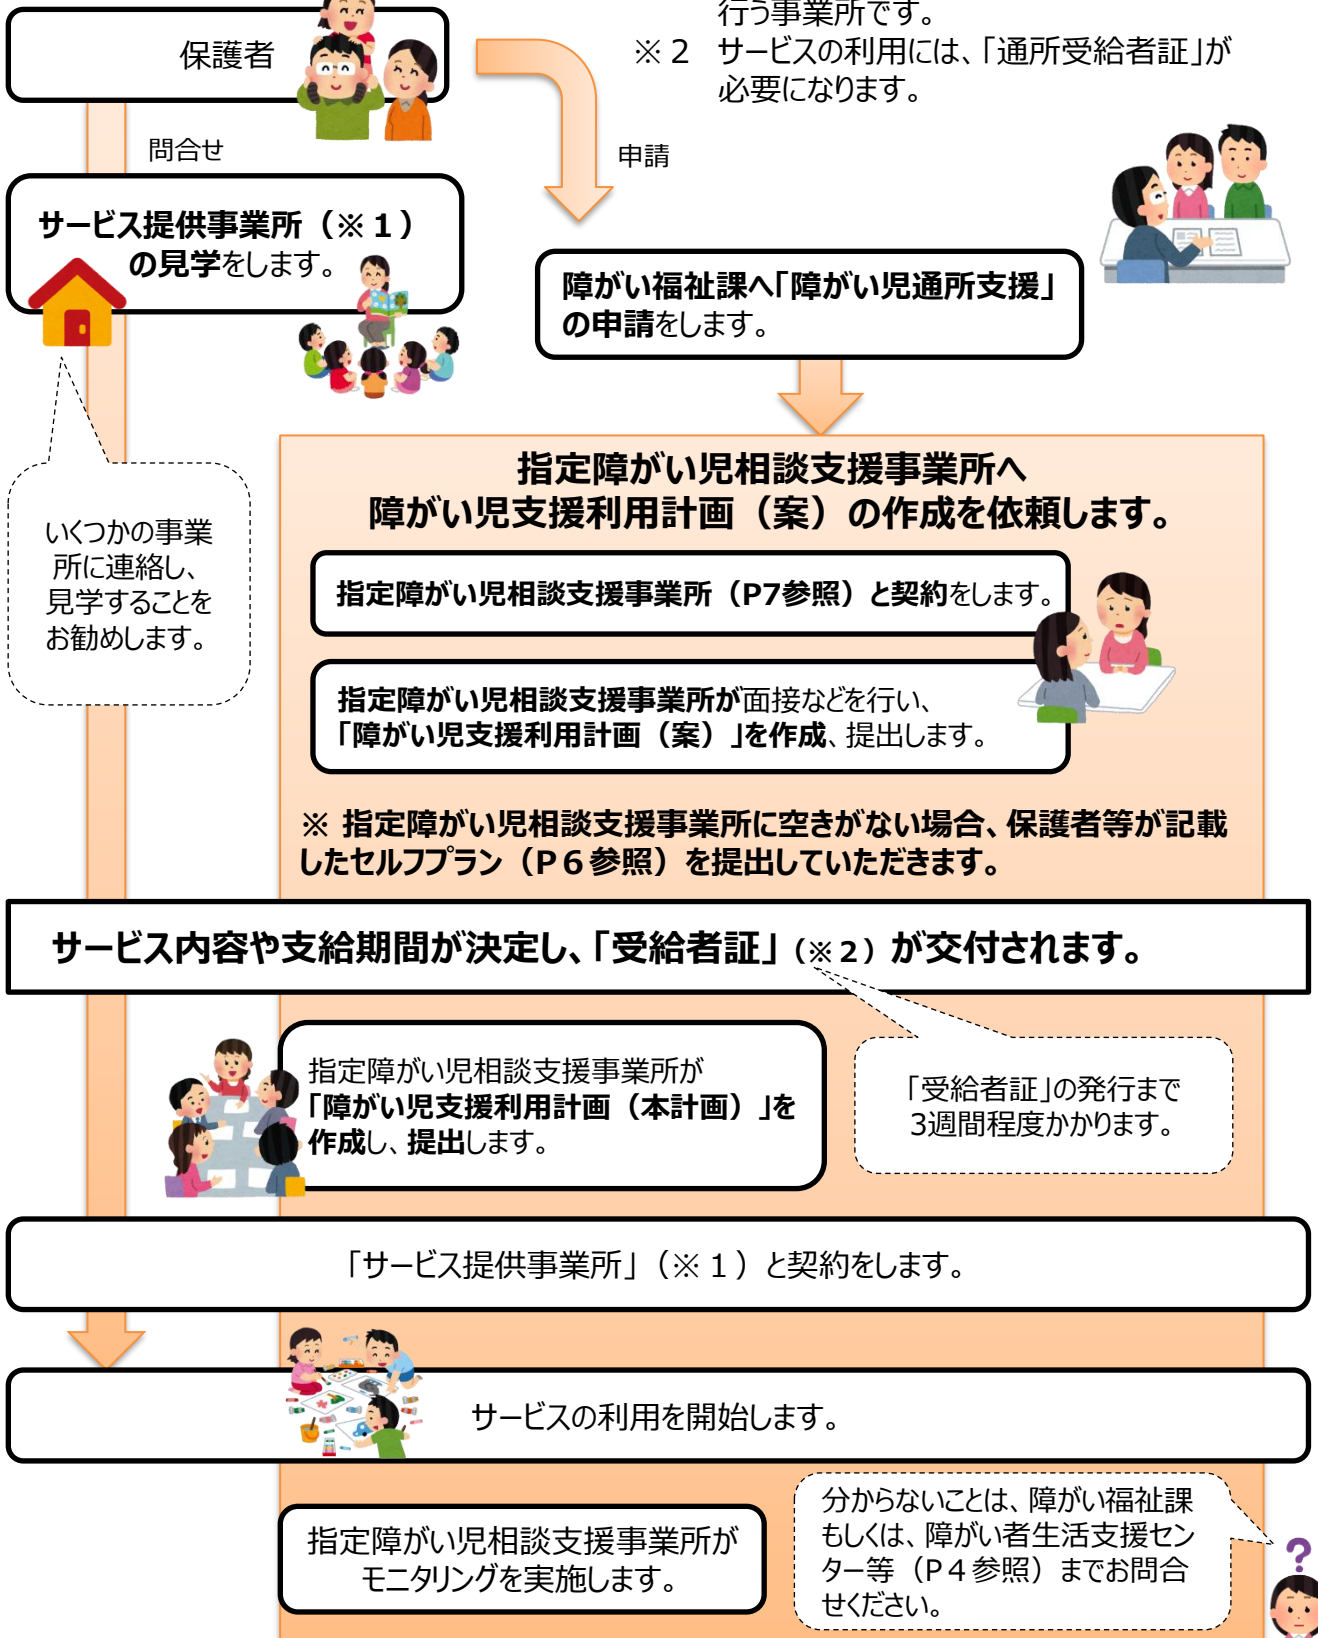 行う事業所です。
※２ サービスの利用には、「通所受給者証」が
必要になります。
保護者
問合せ
申請
サービス提供事業所（※１）
の見学をします。
障がい福祉課へ「障がい児通所支援」
の申請をします。
いくつかの事業
所に連絡し、
見学することを
お勧めします。
指定障がい児相談支援事業所へ
障がい児支援利用計画（案）の作成を依頼します。
指定障がい児相談支援事業所（P7参照）と契約をします。
指定障がい児相談支援事業所が面接などを行い、
「障がい児支援利用計画（案）」を作成、提出します。
※ 指定障がい児相談支援事業所に空きがない場合、保護者等が記載
したセルフプラン（P６参照）を提出していただきます。
サービス内容や支給期間が決定し、「受給者証」（※２）が交付されます。
指定障がい児相談支援事業所が
「障がい児支援利用計画（本計画）」を
作成し、提出します。
「受給者証」の発行まで
3週間程度かかります。
「サービス提供事業所」（※１）と契約をします。
サービスの利用を開始します。
指定障がい児相談支援事業所が
モニタリングを実施します。
分からないことは、障がい福祉課
もしくは、障がい者生活支援セン
ター等（P４参照）までお問合
せください。
?